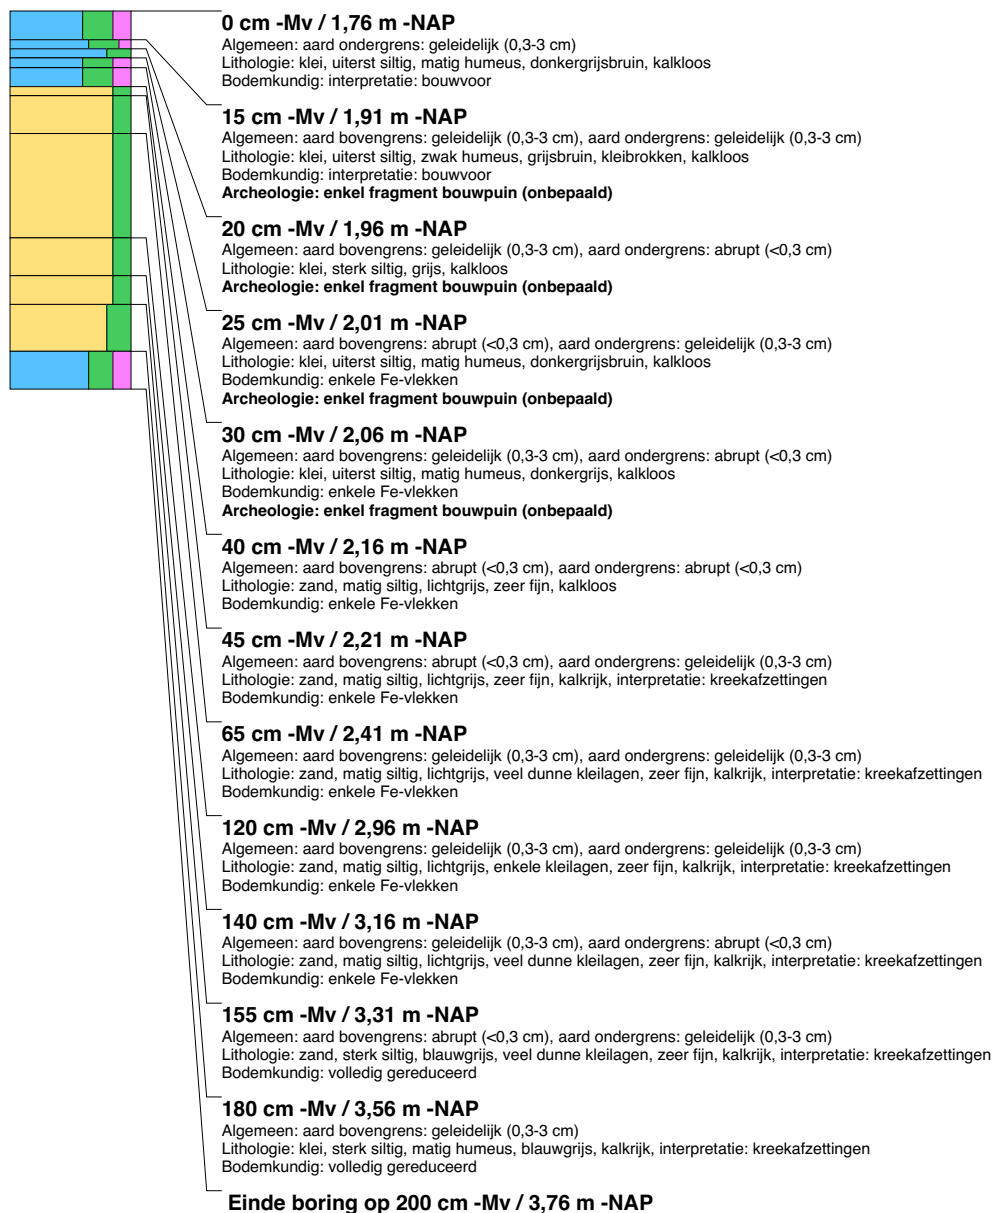 0 cm -Mv / 1,76 m -NAP
Algemeen: aard ondergrens: geleidelijk (0,3-3 cm)
Lithologie: klei, uiterst siltig, matig humeus, donkergrijsbruin, kalkloos
Bodemkundig: interpretatie: bouwvoor
15 cm -Mv / 1,91 m -NAP
Algemeen: aard bovengrens: geleidelijk (0,3-3 cm), aard ondergrens: geleidelijk (0,3-3 cm)
Lithologie: klei, uiterst siltig, zwak humeus, grijsbruin, kleibrokken, kalkloos
Bodemkundig: interpretatie: bouwvoor
Archeologie: enkel fragment bouwpuin (onbepaald)
20 cm -Mv / 1,96 m -NAP
Algemeen: aard bovengrens: geleidelijk (0,3-3 cm), aard ondergrens: abrupt (<0,3 cm)
Lithologie: klei, sterk siltig, grijs, kalkloos
Archeologie: enkel fragment bouwpuin (onbepaald)
25 cm -Mv / 2,01 m -NAP
Algemeen: aard bovengrens: abrupt (<0,3 cm), aard ondergrens: geleidelijk (0,3-3 cm)
Lithologie: klei, uiterst siltig, matig humeus, donkergrijsbruin, kalkloos
Bodemkundig: enkele Fe-vlekken
Archeologie: enkel fragment bouwpuin (onbepaald)
30 cm -Mv / 2,06 m -NAP
Algemeen: aard bovengrens: geleidelijk (0,3-3 cm), aard ondergrens: abrupt (<0,3 cm)
Lithologie: klei, uiterst siltig, matig humeus, donkergrijs, kalkloos
Bodemkundig: enkele Fe-vlekken
Archeologie: enkel fragment bouwpuin (onbepaald)
40 cm -Mv / 2,16 m -NAP
Algemeen: aard bovengrens: abrupt (<0,3 cm), aard ondergrens: abrupt (<0,3 cm)
Lithologie: zand, matig siltig, lichtgrijs, zeer fijn, kalkloos
Bodemkundig: enkele Fe-vlekken
45 cm -Mv / 2,21 m -NAP
Algemeen: aard bovengrens: abrupt (<0,3 cm), aard ondergrens: geleidelijk (0,3-3 cm)
Lithologie: zand, matig siltig, lichtgrijs, zeer fijn, kalkrijk, interpretatie: kreekafzettingen
Bodemkundig: enkele Fe-vlekken
65 cm -Mv / 2,41 m -NAP
Algemeen: aard bovengrens: geleidelijk (0,3-3 cm), aard ondergrens: geleidelijk (0,3-3 cm)
Lithologie: zand, matig siltig, lichtgrijs, veel dunne kleilagen, zeer fijn, kalkrijk, interpretatie: kreekafzettingen
Bodemkundig: enkele Fe-vlekken
120 cm -Mv / 2,96 m -NAP
Algemeen: aard bovengrens: geleidelijk (0,3-3 cm), aard ondergrens: geleidelijk (0,3-3 cm)
Lithologie: zand, matig siltig, lichtgrijs, enkele kleilagen, zeer fijn, kalkrijk, interpretatie: kreekafzettingen
Bodemkundig: enkele Fe-vlekken
140 cm -Mv / 3,16 m -NAP
Algemeen: aard bovengrens: geleidelijk (0,3-3 cm), aard ondergrens: abrupt (<0,3 cm)
Lithologie: zand, matig siltig, lichtgrijs, veel dunne kleilagen, zeer fijn, kalkrijk, interpretatie: kreekafzettingen
Bodemkundig: enkele Fe-vlekken
155 cm -Mv / 3,31 m -NAP
Algemeen: aard bovengrens: abrupt (<0,3 cm), aard ondergrens: geleidelijk (0,3-3 cm)
Lithologie: zand, sterk siltig, blauwgrijs, veel dunne kleilagen, zeer fijn, kalkrijk, interpretatie: kreekafzettingen
Bodemkundig: volledig gereduceerd
180 cm -Mv / 3,56 m -NAP
Algemeen: aard bovengrens: geleidelijk (0,3-3 cm)
Lithologie: klei, sterk siltig, matig humeus, blauwgrijs, kalkrijk, interpretatie: kreekafzettingen
Bodemkundig: volledig gereduceerd
Einde boring op 200 cm -Mv / 3,76 m -NAP